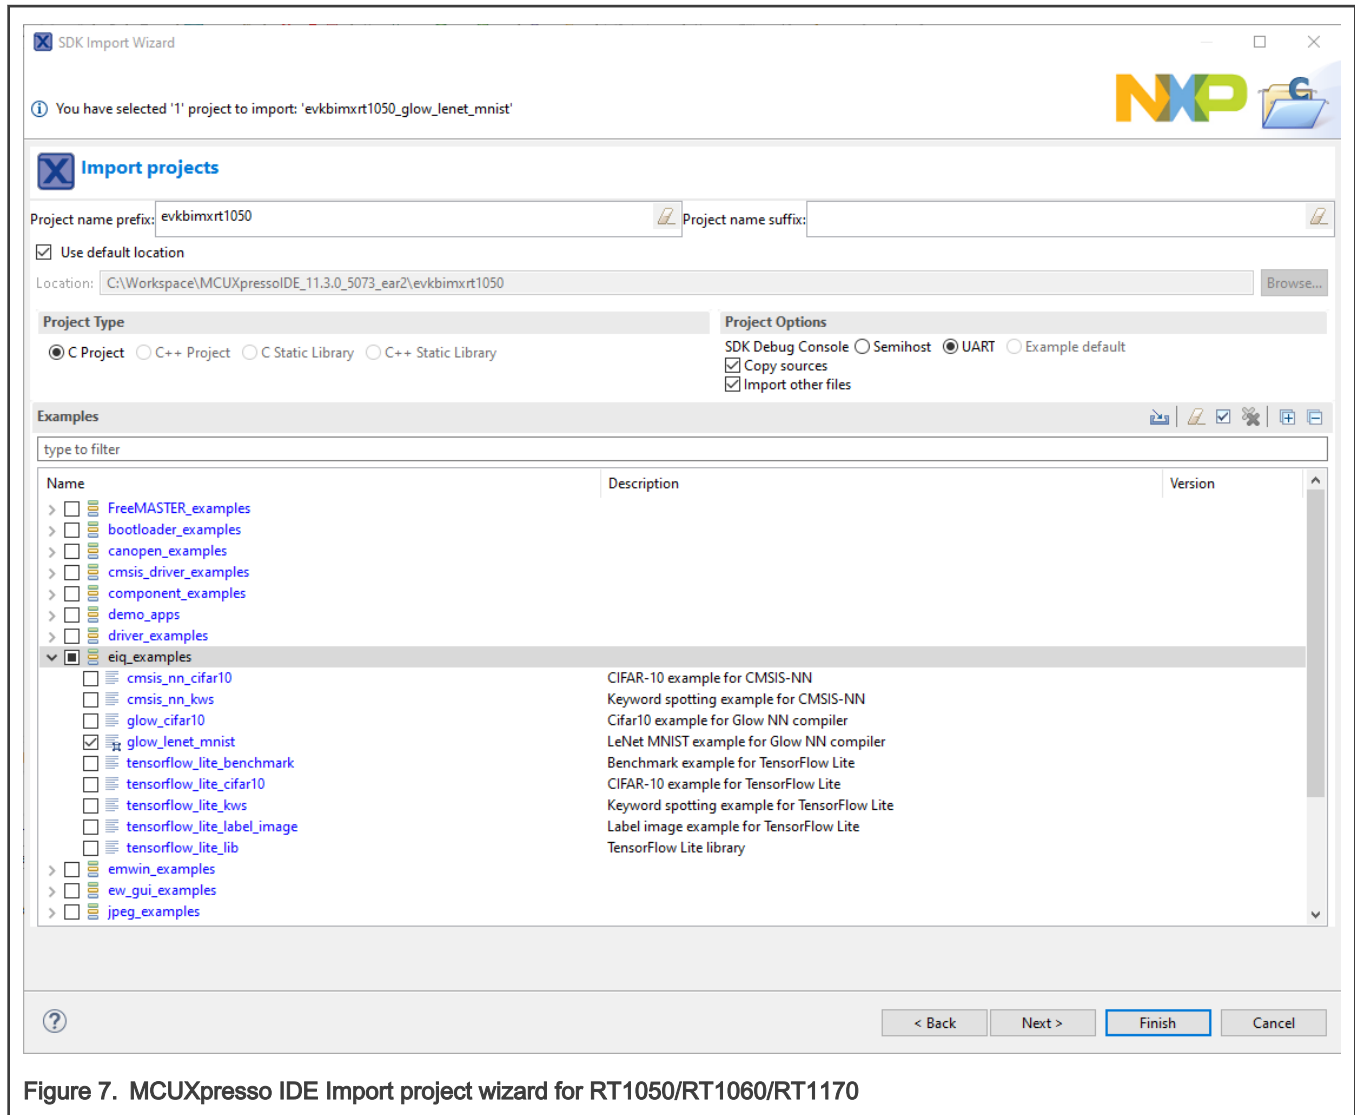 SDK Import Wizard
You have selected '1' project to import: 'evkbimxrt1050_glow_lenet_mnist'
NXP
C
Import projects
Project name prefix: evkbimxrt1050 Project name suffix:
Use default location
Location: C:\Workspace\MCUXpressoIDE_11.3.0_5073_ear2\evkbimxrt1050 Browse...
Project Type Project Options
C Project C++ Project C Static Library C++ Static Library SDK Debug Console Semihost UART Example default
Copy sources
Import other files
Examples
type to filter
Name Description Version
FreeMASTER_examples
bootloader_examples
canopen_examples
cmsis_driver_examples
component_examples
demo_apps
driver_examples
eiq_examples
cmsis_nn_cifar10 CIFAR-10 example for CMSIS-NN
cmsis_nn_kws Keyword spotting example for CMSIS-NN
glow_cifar10 Cifar10 example for Glow NN compiler
glow_lenet_mnist LeNet MNIST example for Glow NN compiler
tensorflow_lite_benchmark Benchmark example for TensorFlow Lite
tensorflow_lite_cifar10 CIFAR-10 example for TensorFlow Lite
tensorflow_lite_kws Keyword spotting example for TensorFlow Lite
tensorflow_lite_label_image Label image example for TensorFlow Lite
tensorflow_lite_lib TensorFlow Lite library
emwin_examples
ew_gui_examples
jpeg_examples
? < Back Next > Finish Cancel
Figure 7. MCUXpresso IDE Import project wizard for RT1050/RT1060/RT1170